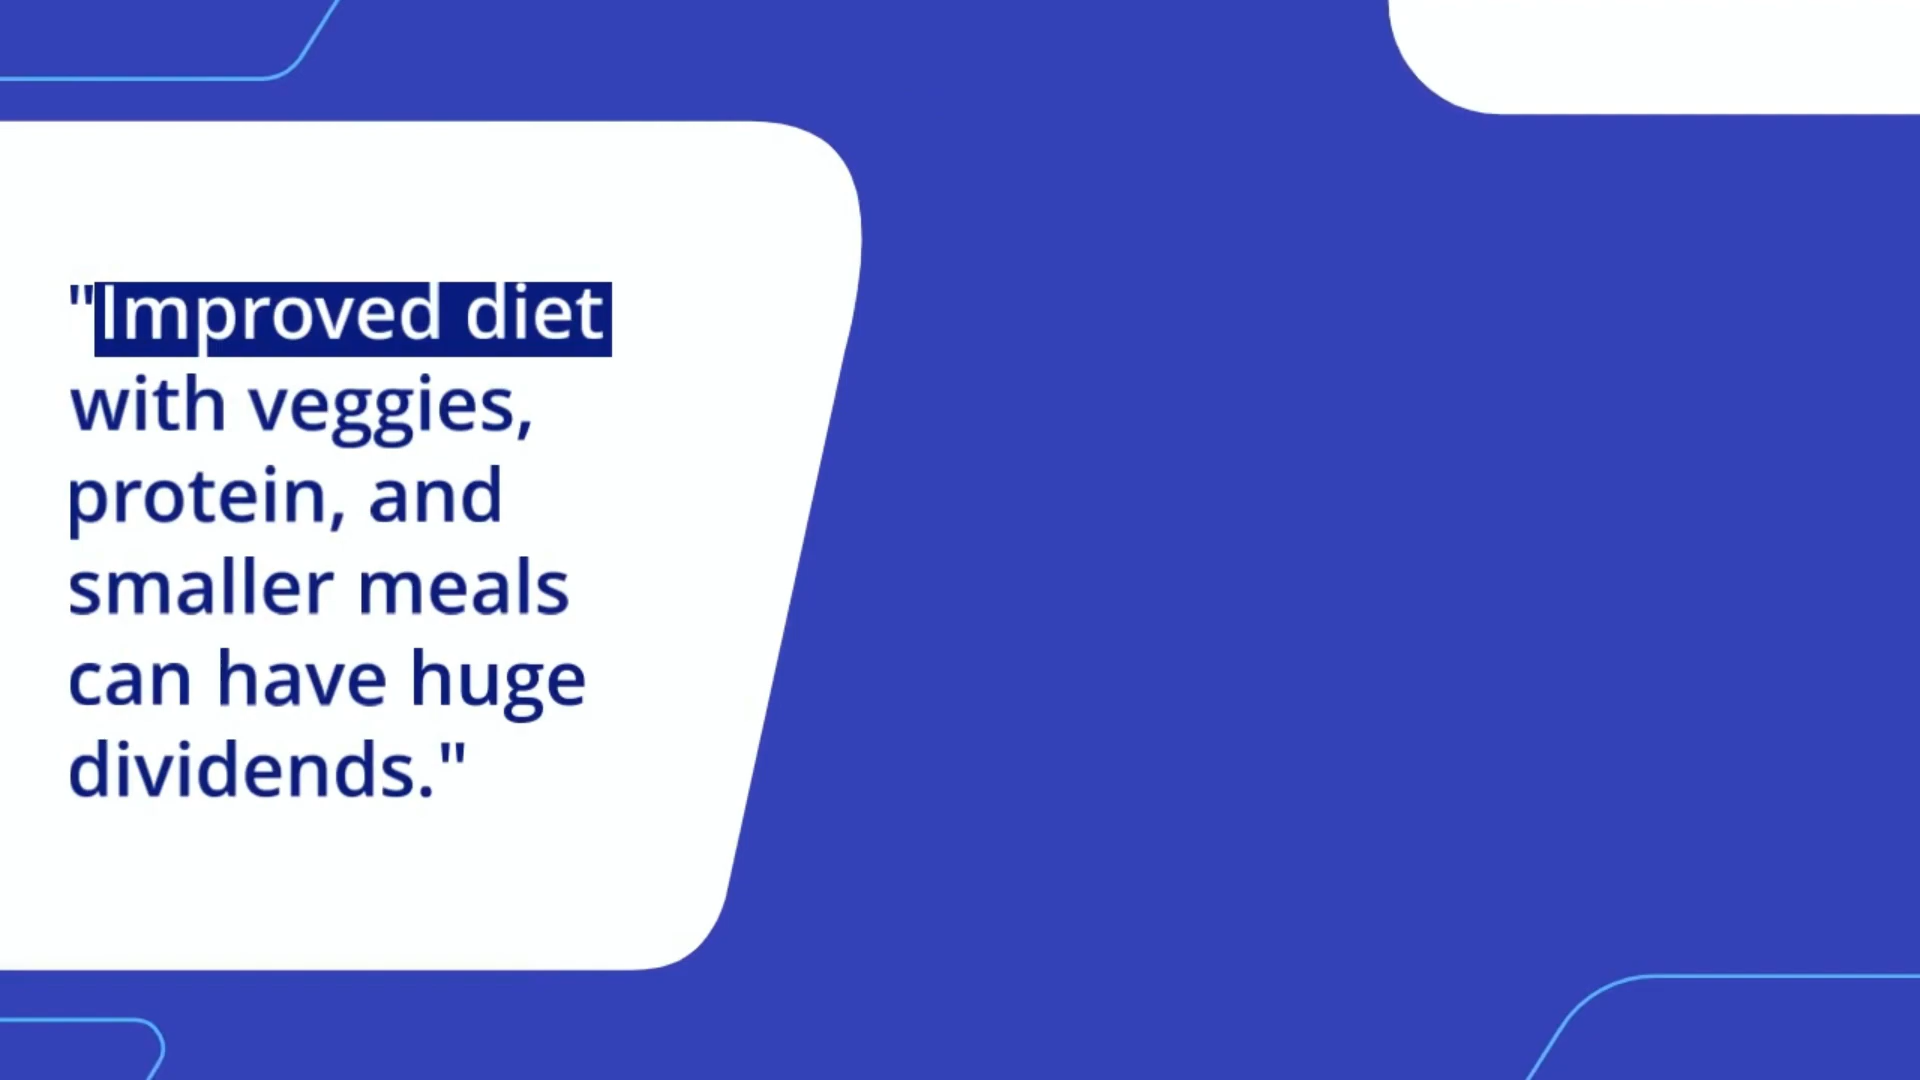 "Improved diet
with veggies,
protein, and
smaller meals
can have huge
dividends."